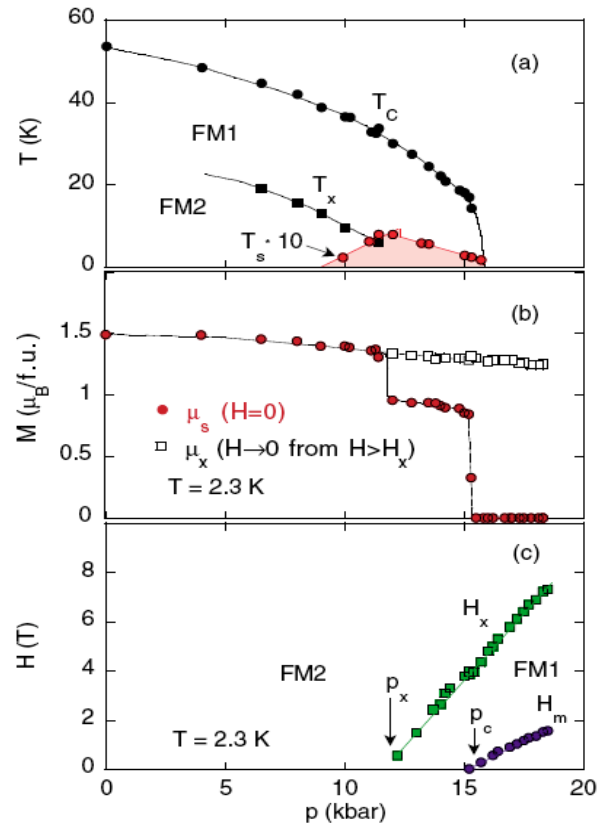 60
(a)
T_C
40
T (K)
FM1
20
T_x
FM2
T_s · 10
0
(b)
1.5
M (μ_B/f.u.)
1
μ_s (H=0)
μ_x (H→0 from H>H_x)
0.5
T = 2.3 K
0
(c)
8
H_x
6
H (T)
FM2
FM1
4
p_x
H_m
p_c
2
T = 2.3 K
0
0 5 10 15 20
p (kbar)